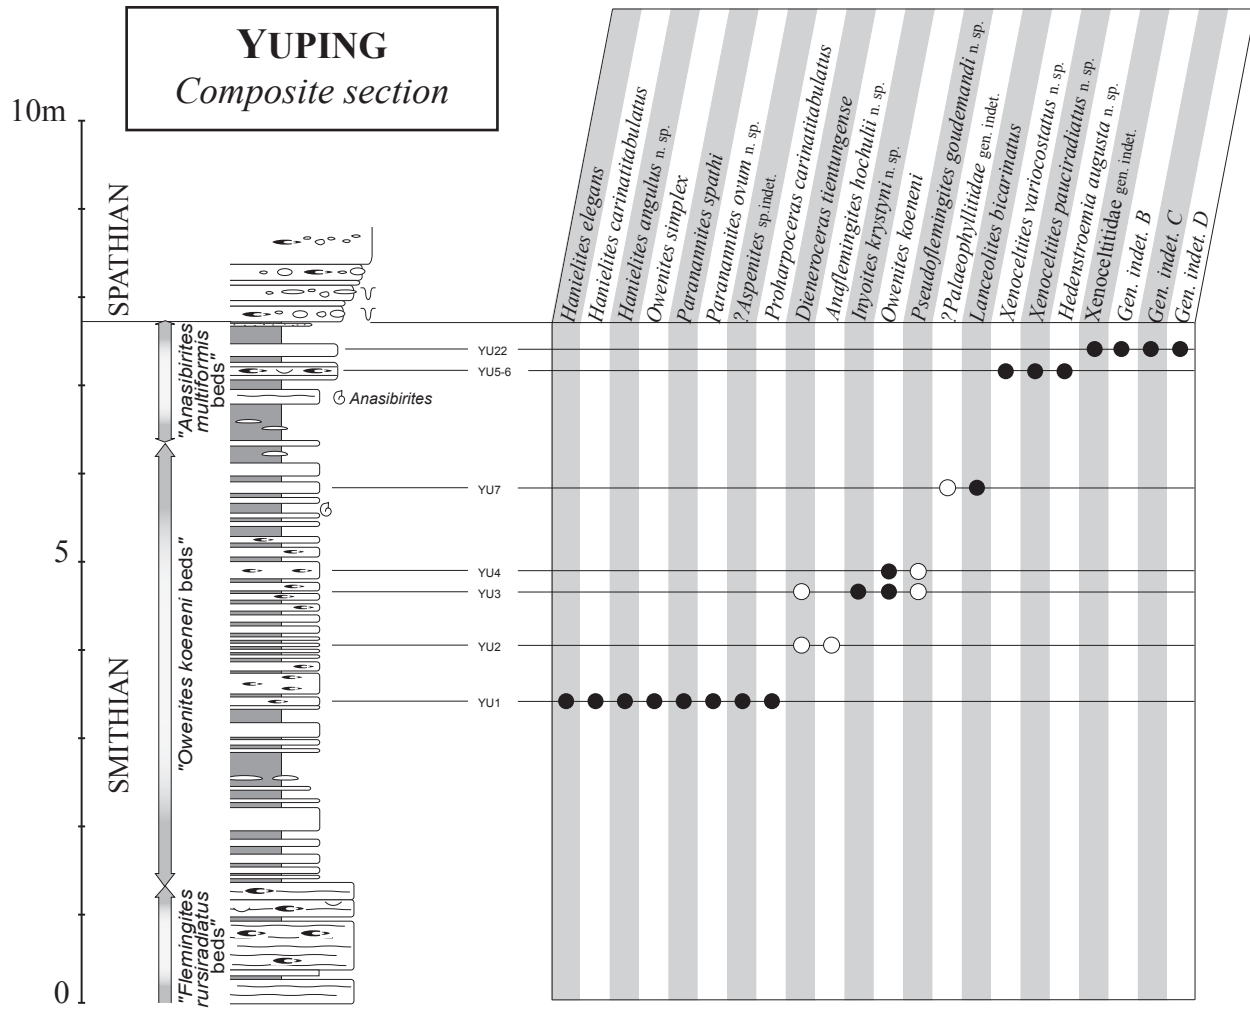 YUPING
Composite section
10m
5
0
SPATHIAN
SMITHIAN
"Anasibirites
multiformis
beds"
"Owenites koeneni beds"
"Flemingites
rursiradiatus
beds"
Anasibirites
YU22
YU5-6
YU7
YU4
YU3
YU2
YU1
Hanielites elegans
Hanielites carinatitabulatus
Hanielites angulus n. sp.
Owenites simplex
Paranannites spathi
Paranannites ovum n. sp.
?Aspenites sp.indet.
Proharpoceras carinatitabulatus
Dieneroceras tientungense
Anaflemingites hochulii n. sp.
Inyoites krystyni n. sp.
Owenites koeneni
Pseudoflemingites goudemandi n. sp.
?Palaeophyllitidae gen. indet.
Lanceolites bicarinatus
Xenoceltites variocostatus n. sp.
Xenoceltites pauciradiatus n. sp.
Hedenstroemia augusta n. sp.
Xenoceltitidae gen. indet.
Gen. indet. B
Gen. indet. C
Gen. indet. D